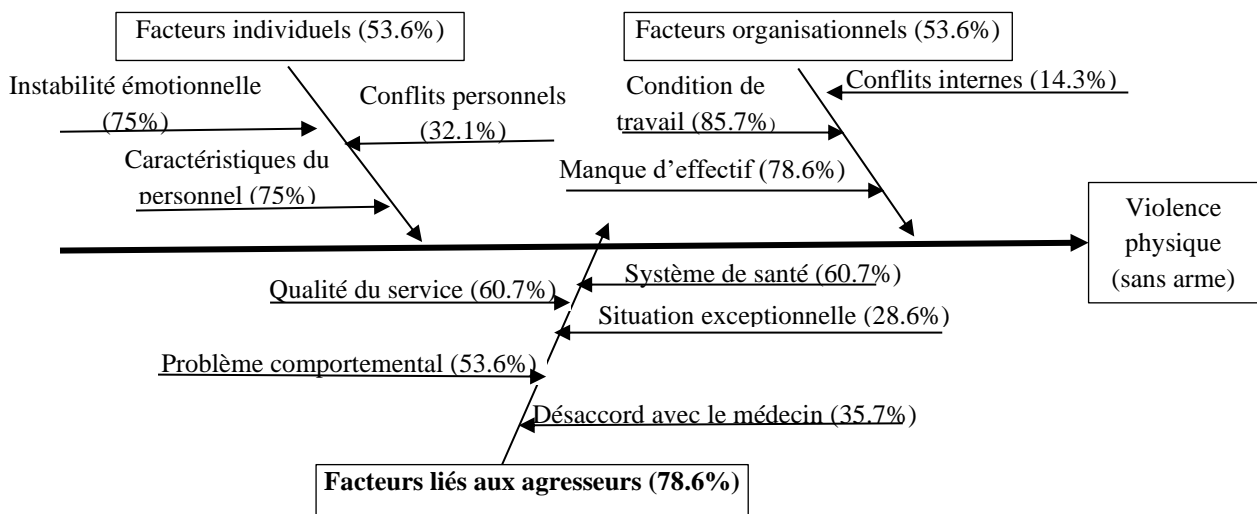 Facteurs individuels (53.6%)
Facteurs organisationnels (53.6%)
Instabilité émotionnelle
(75%)
Conflits personnels
(32.1%)
Caractéristiques du
personnel (75%)
Condition de
travail (85.7%)
Conflits internes (14.3%)
Manque d’effectif (78.6%)
Violence
physique
(sans arme)
Qualité du service (60.7%)
Système de santé (60.7%)
Situation exceptionnelle (28.6%)
Problème comportemental (53.6%)
Désaccord avec le médecin (35.7%)
Facteurs liés aux agresseurs (78.6%)